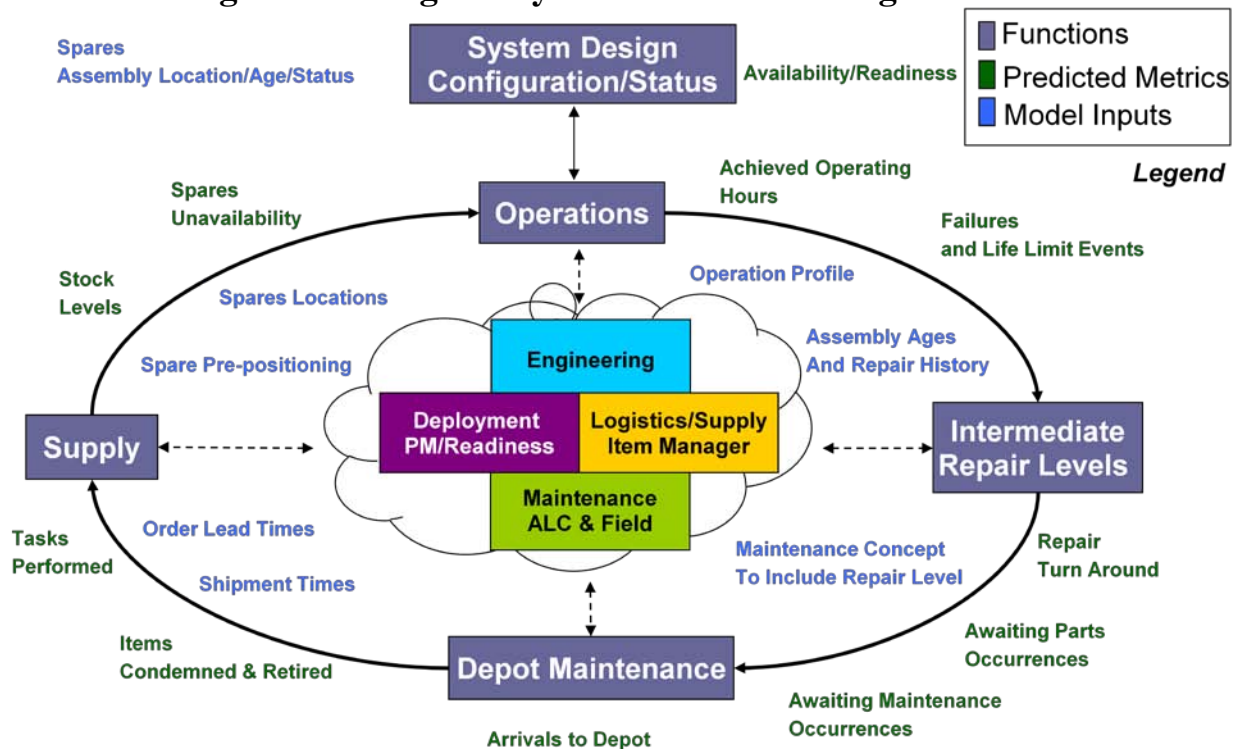 System Design
Configuration/Status
Spares
Assembly Location/Age/Status
Availability/Readiness
Functions
Predicted Metrics
Model Inputs
Legend
Achieved Operating
Hours
Spares
Unavailability
Operations
Failures
and Life Limit Events
Stock
Levels
Spares Locations
Operation Profile
Spare Pre-positioning
Engineering
Assembly Ages
And Repair History
Supply
Deployment
PM/Readiness
Logistics/Supply
Item Manager
Intermediate
Repair Levels
Maintenance
ALC & Field
Tasks
Performed
Order Lead Times
Shipment Times
Maintenance Concept
To Include Repair Level
Repair
Turn Around
Items
Condemned & Retired
Depot Maintenance
Awaiting Parts
Occurrences
Awaiting Maintenance
Occurrences
Arrivals to Depot